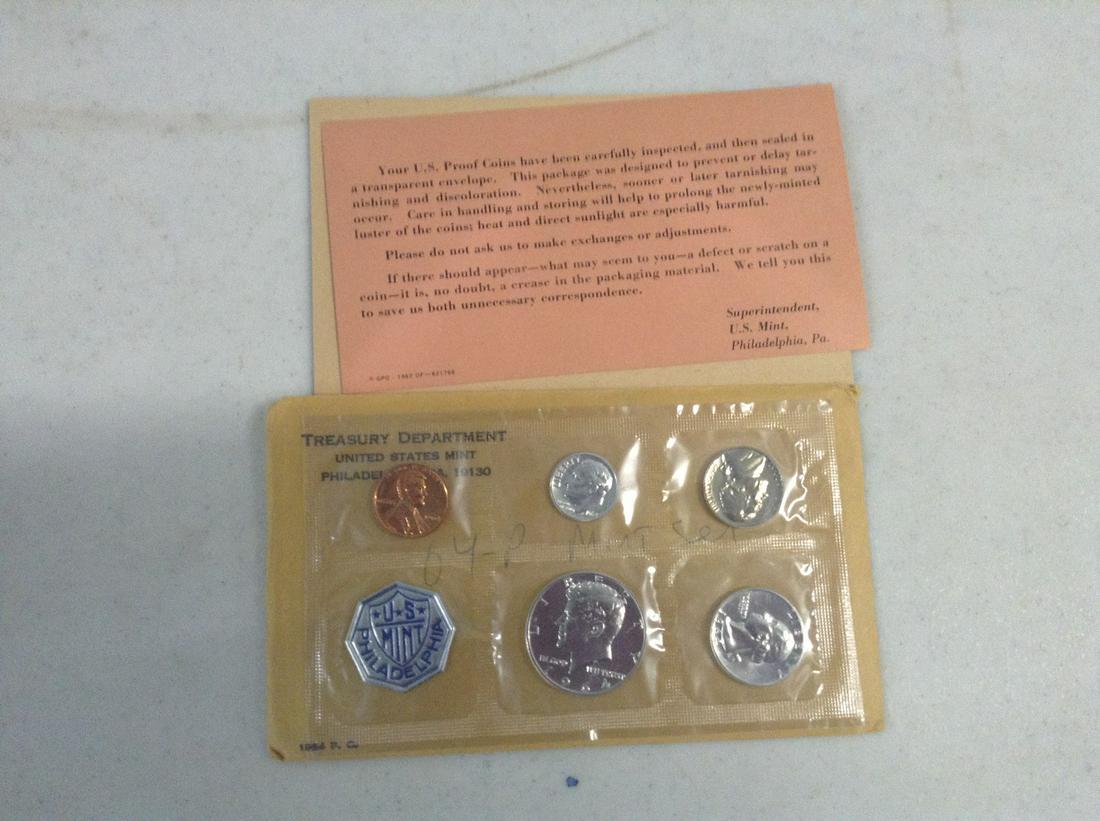 Your U.S. Proof Coins have been carefully inspected, and then sealed in
a transparent envelope. This package was designed to prevent or delay tar-
nishing and discoloration. Nevertheless, sooner or later tarnishing may
occur. Care in handling and storing will help to prolong the newly-minted
luster of the coins; heat and direct sunlight are especially harmful.
Please do not ask us to make exchanges or adjustments.
If there should appear—what may seem to you—a defect or scratch on a
coin—it is, no doubt, a crease in the packaging material. We tell you this
to save us both unnecessary correspondence.
Superintendent,
U.S. Mint,
Philadelphia, Pa.
TREASURY DEPARTMENT
UNITED STATES MINT
19130
LIBERTY
64-P Mint Set
U·S
MINT
PHILADELPHIA
LIBERTY
1964 P. C.